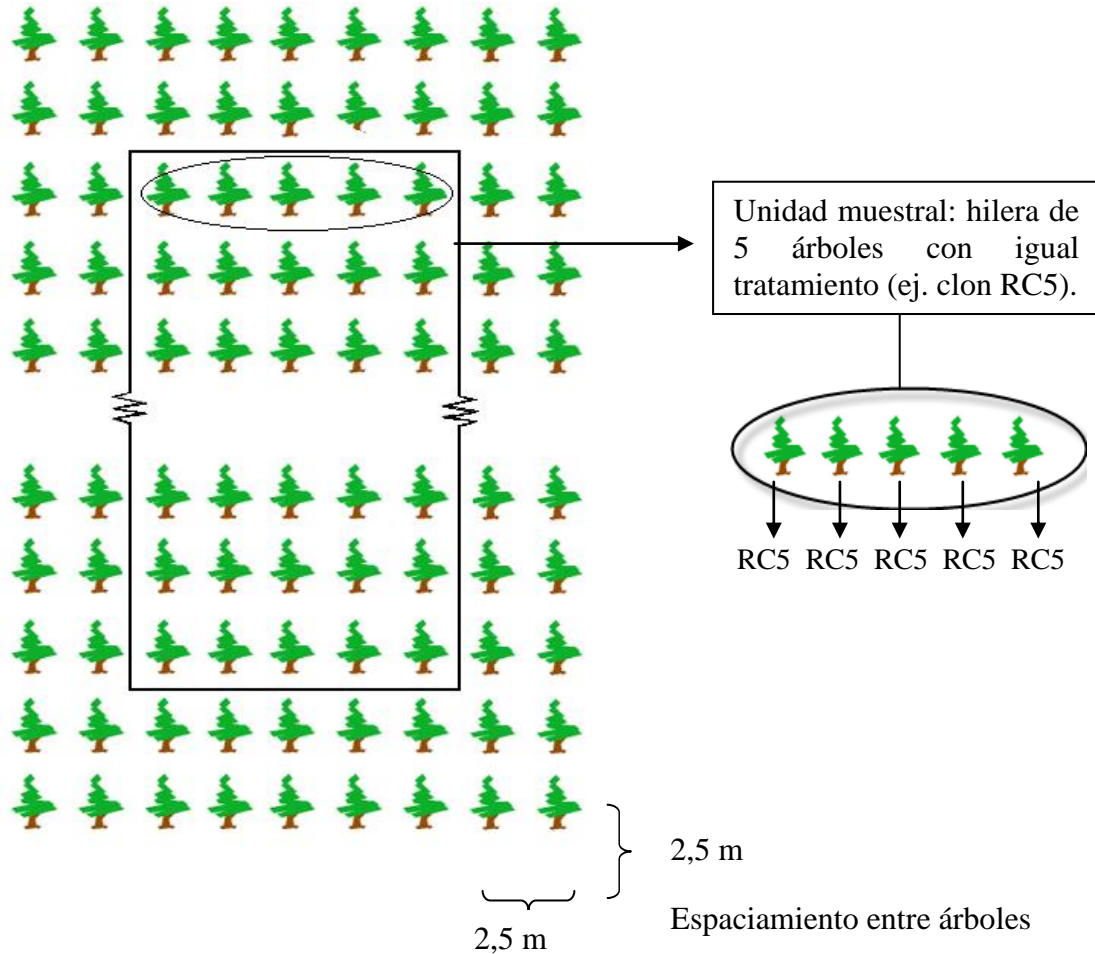 Unidad muestral: hilera de
5 árboles con igual
tratamiento (ej. clon RC5).
RC5 RC5 RC5 RC5 RC5
2,5 m
Espaciamiento entre árboles
2,5 m